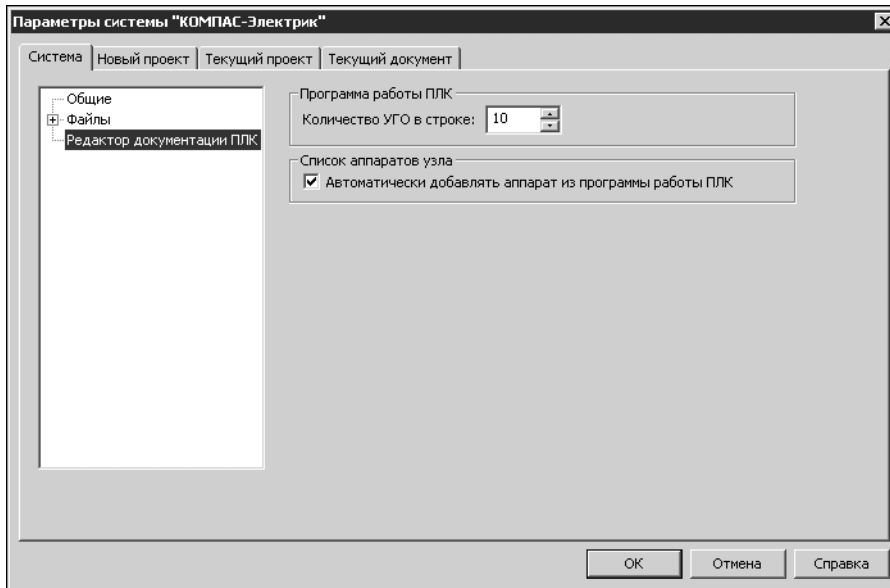 Параметры системы "КОМПАС-Электрик"
Система Новый проект Текущий проект Текущий документ
Общие
Файлы
Редактор документации ПЛК
Программа работы ПЛК
Количество УГО в строке: 10
Список аппаратов узла
Автоматически добавлять аппарат из программы работы ПЛК
ОК Отмена Справка